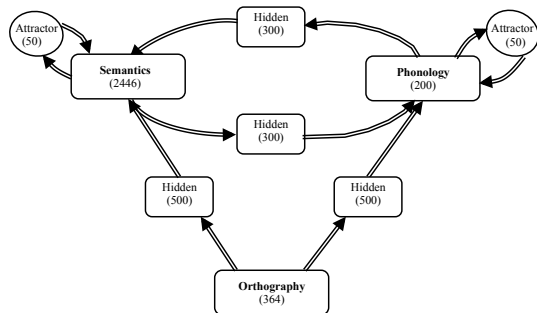 Attractor
(50)
Hidden
(300)
Attractor
(50)
Semantics
(2446)
Phonology
(200)
Hidden
(300)
Hidden
(500)
Hidden
(500)
Orthography
(364)